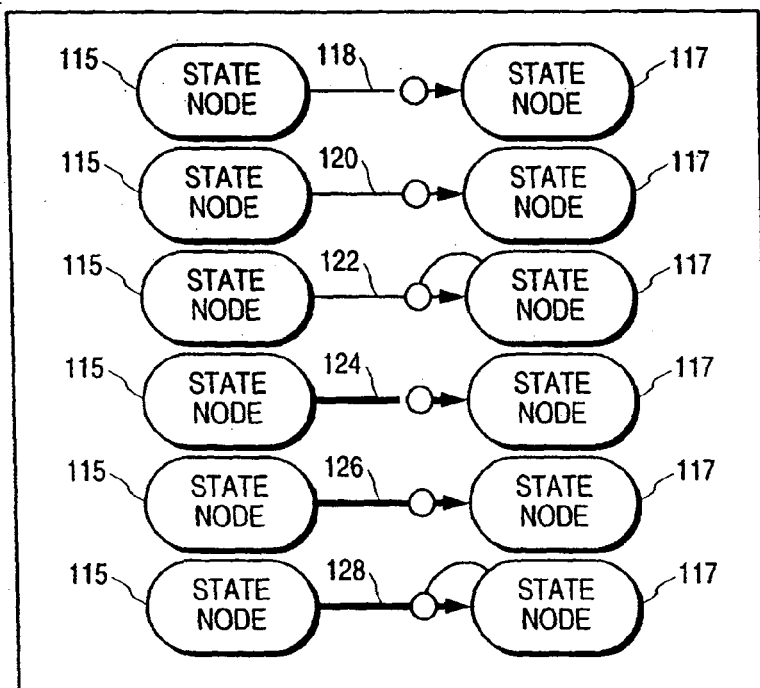 115 STATE NODE 118 STATE NODE 117
115 STATE NODE 120 STATE NODE 117
115 STATE NODE 122 STATE NODE 117
115 STATE NODE 124 STATE NODE 117
115 STATE NODE 126 STATE NODE 117
115 STATE NODE 128 STATE NODE 117